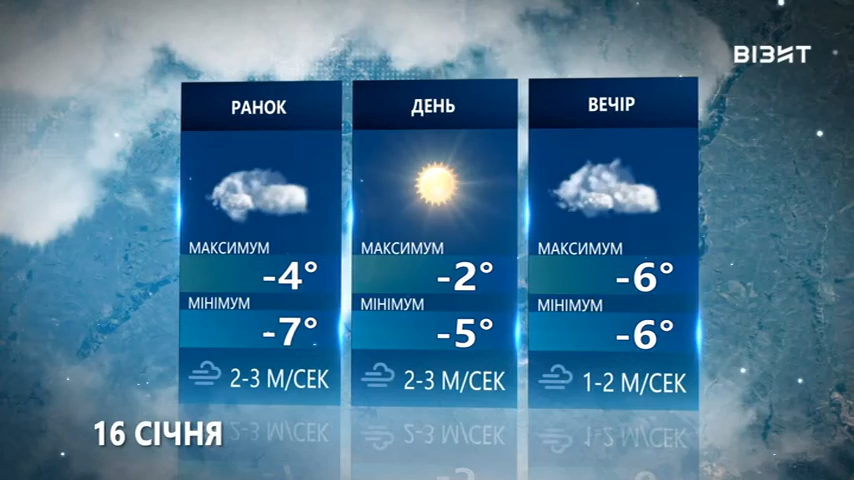 ВІЗИТ
РАНОК
МАКСИМУМ
-4°
МІНІМУМ
-7°
2-3 М/СЕК
ДЕНЬ
МАКСИМУМ
-2°
МІНІМУМ
-5°
2-3 М/СЕК
ВЕЧІР
МАКСИМУМ
-6°
МІНІМУМ
-6°
1-2 М/СЕК
16 СІЧНЯ